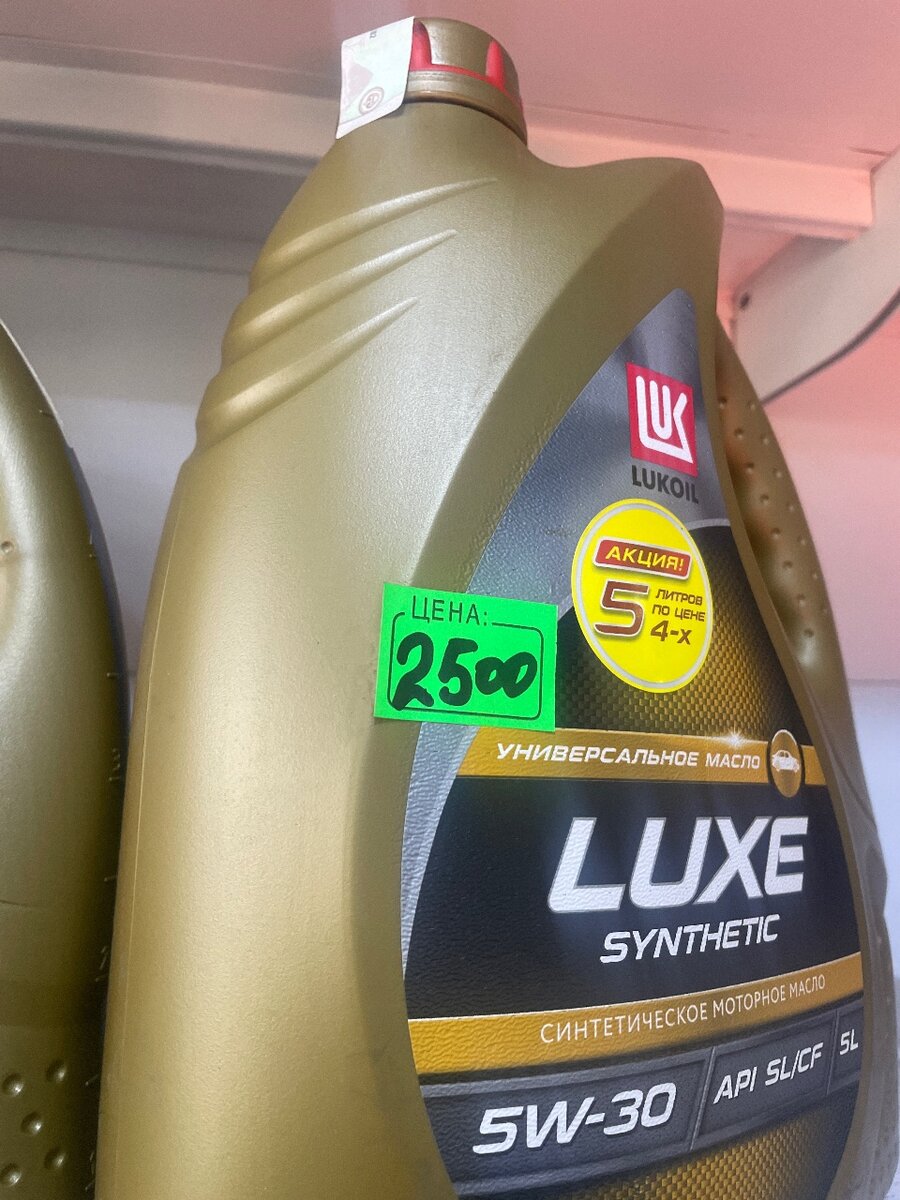 LUK
LUKOIL
АКЦИЯ!
5 ЛИТРОВ
ПО ЦЕНЕ
4-х
ЦЕНА:
2500
УНИВЕРСАЛЬНОЕ МАСЛО
LUXE
SYNTHETIC
СИНТЕТИЧЕСКОЕ МОТОРНОЕ МАСЛО
5W-30 API SL/CF 5L